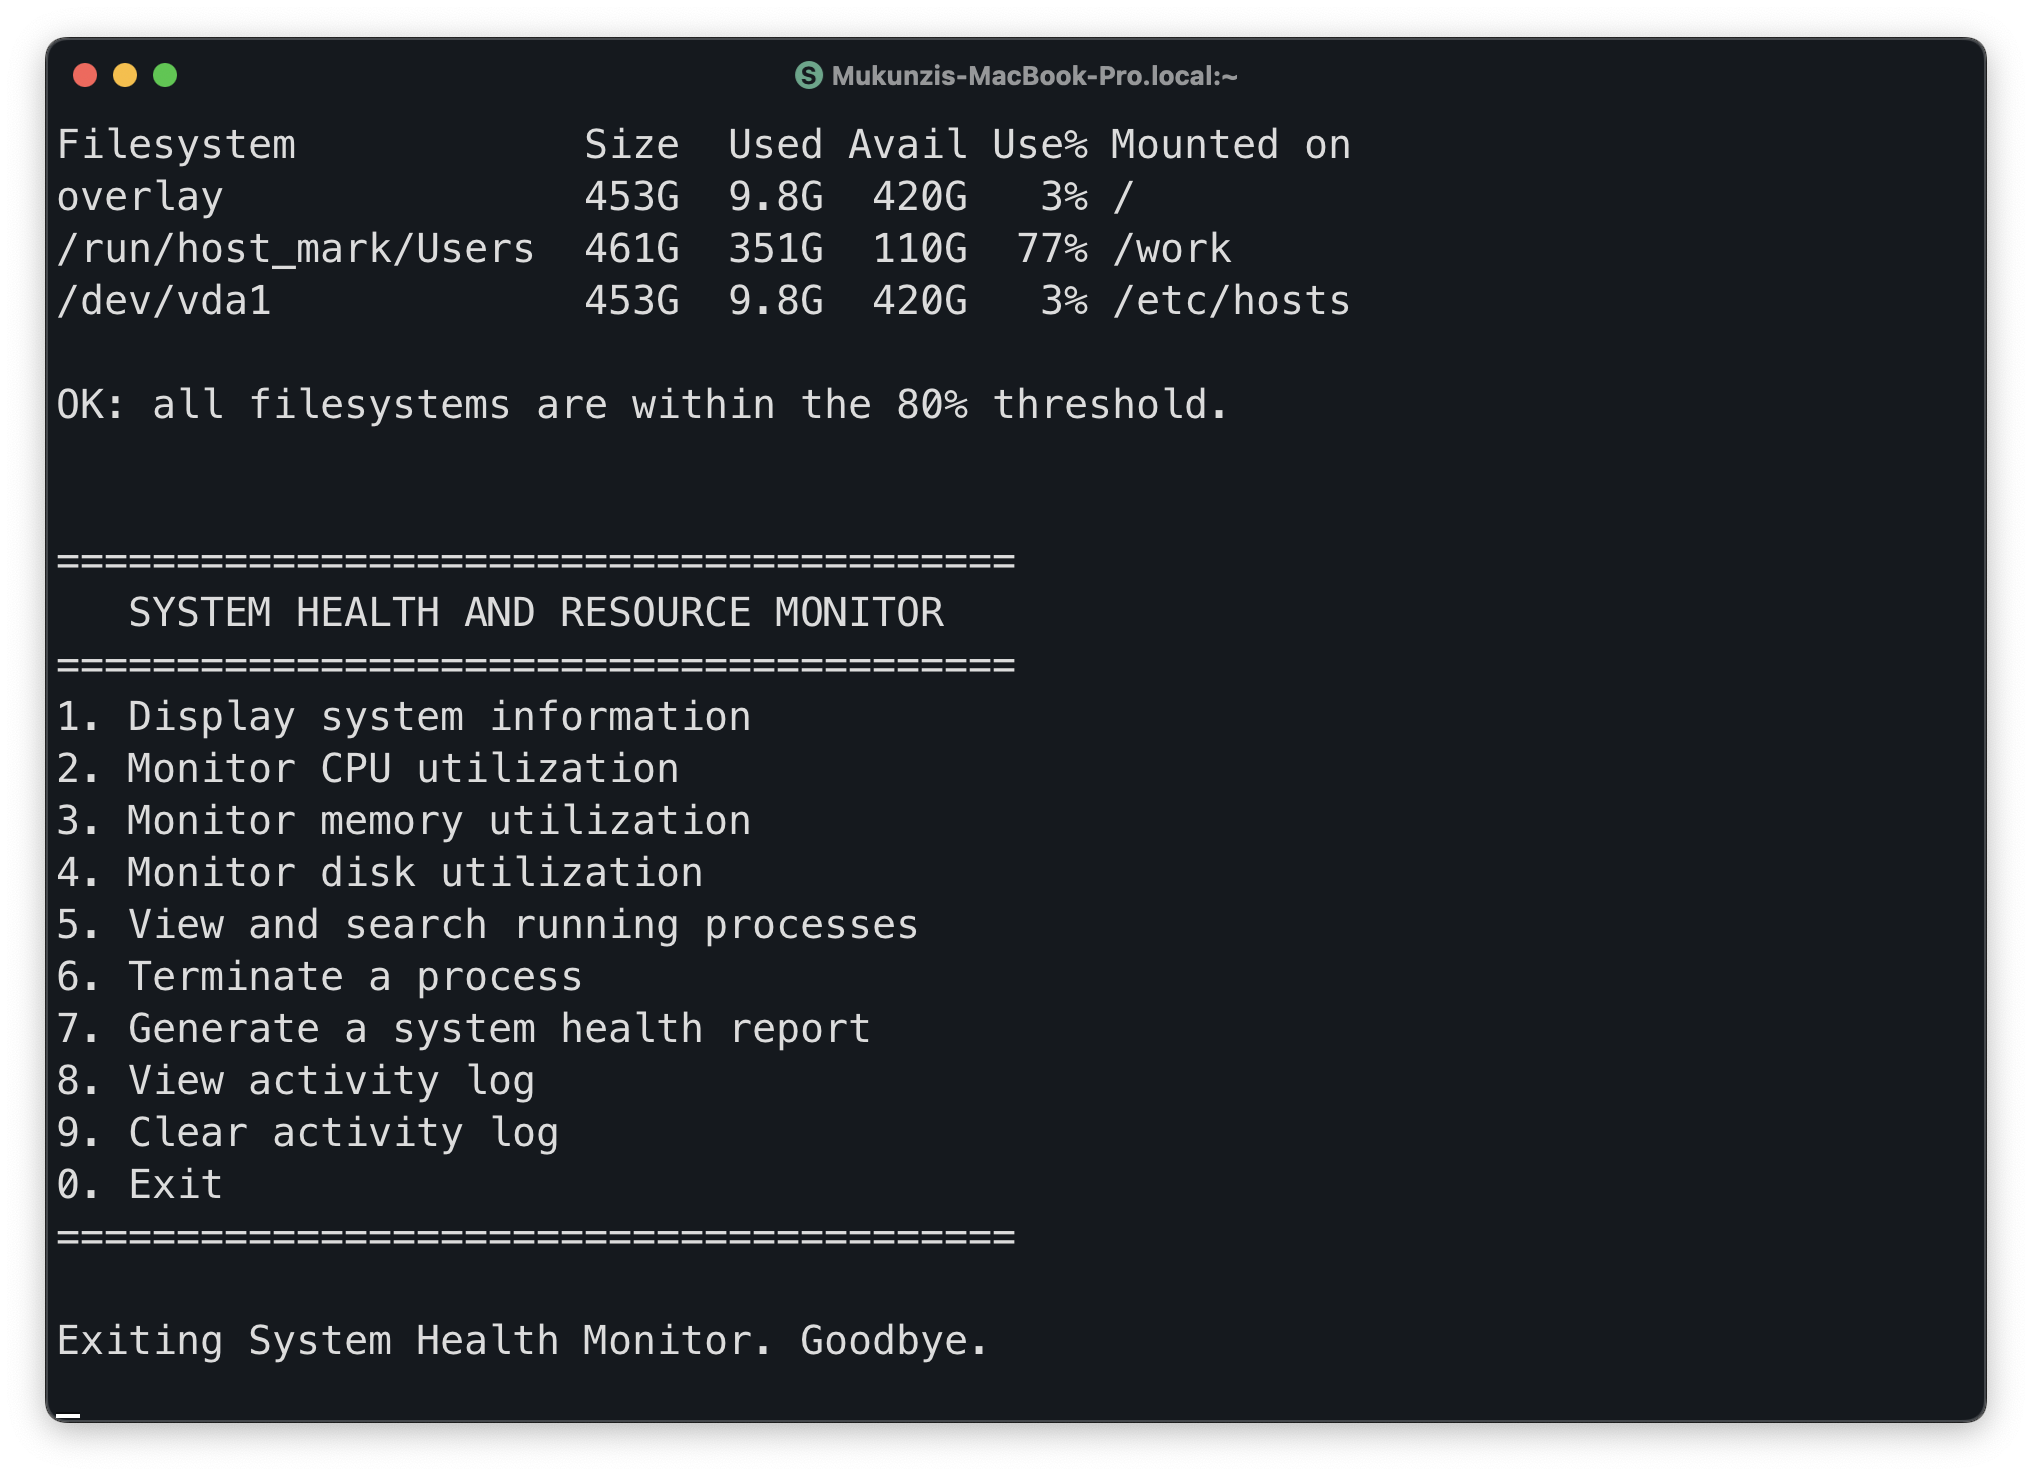 S Mukunzis-MacBook-Pro.local:~
Filesystem            Size  Used Avail Use% Mounted on
overlay               453G  9.8G  420G   3% /
/run/host_mark/Users  461G  351G  110G  77% /work
/dev/vda1             453G  9.8G  420G   3% /etc/hosts
OK: all filesystems are within the 80% threshold.
========================================
   SYSTEM HEALTH AND RESOURCE MONITOR
========================================
1. Display system information
2. Monitor CPU utilization
3. Monitor memory utilization
4. Monitor disk utilization
5. View and search running processes
6. Terminate a process
7. Generate a system health report
8. View activity log
9. Clear activity log
0. Exit
========================================
Exiting System Health Monitor. Goodbye.